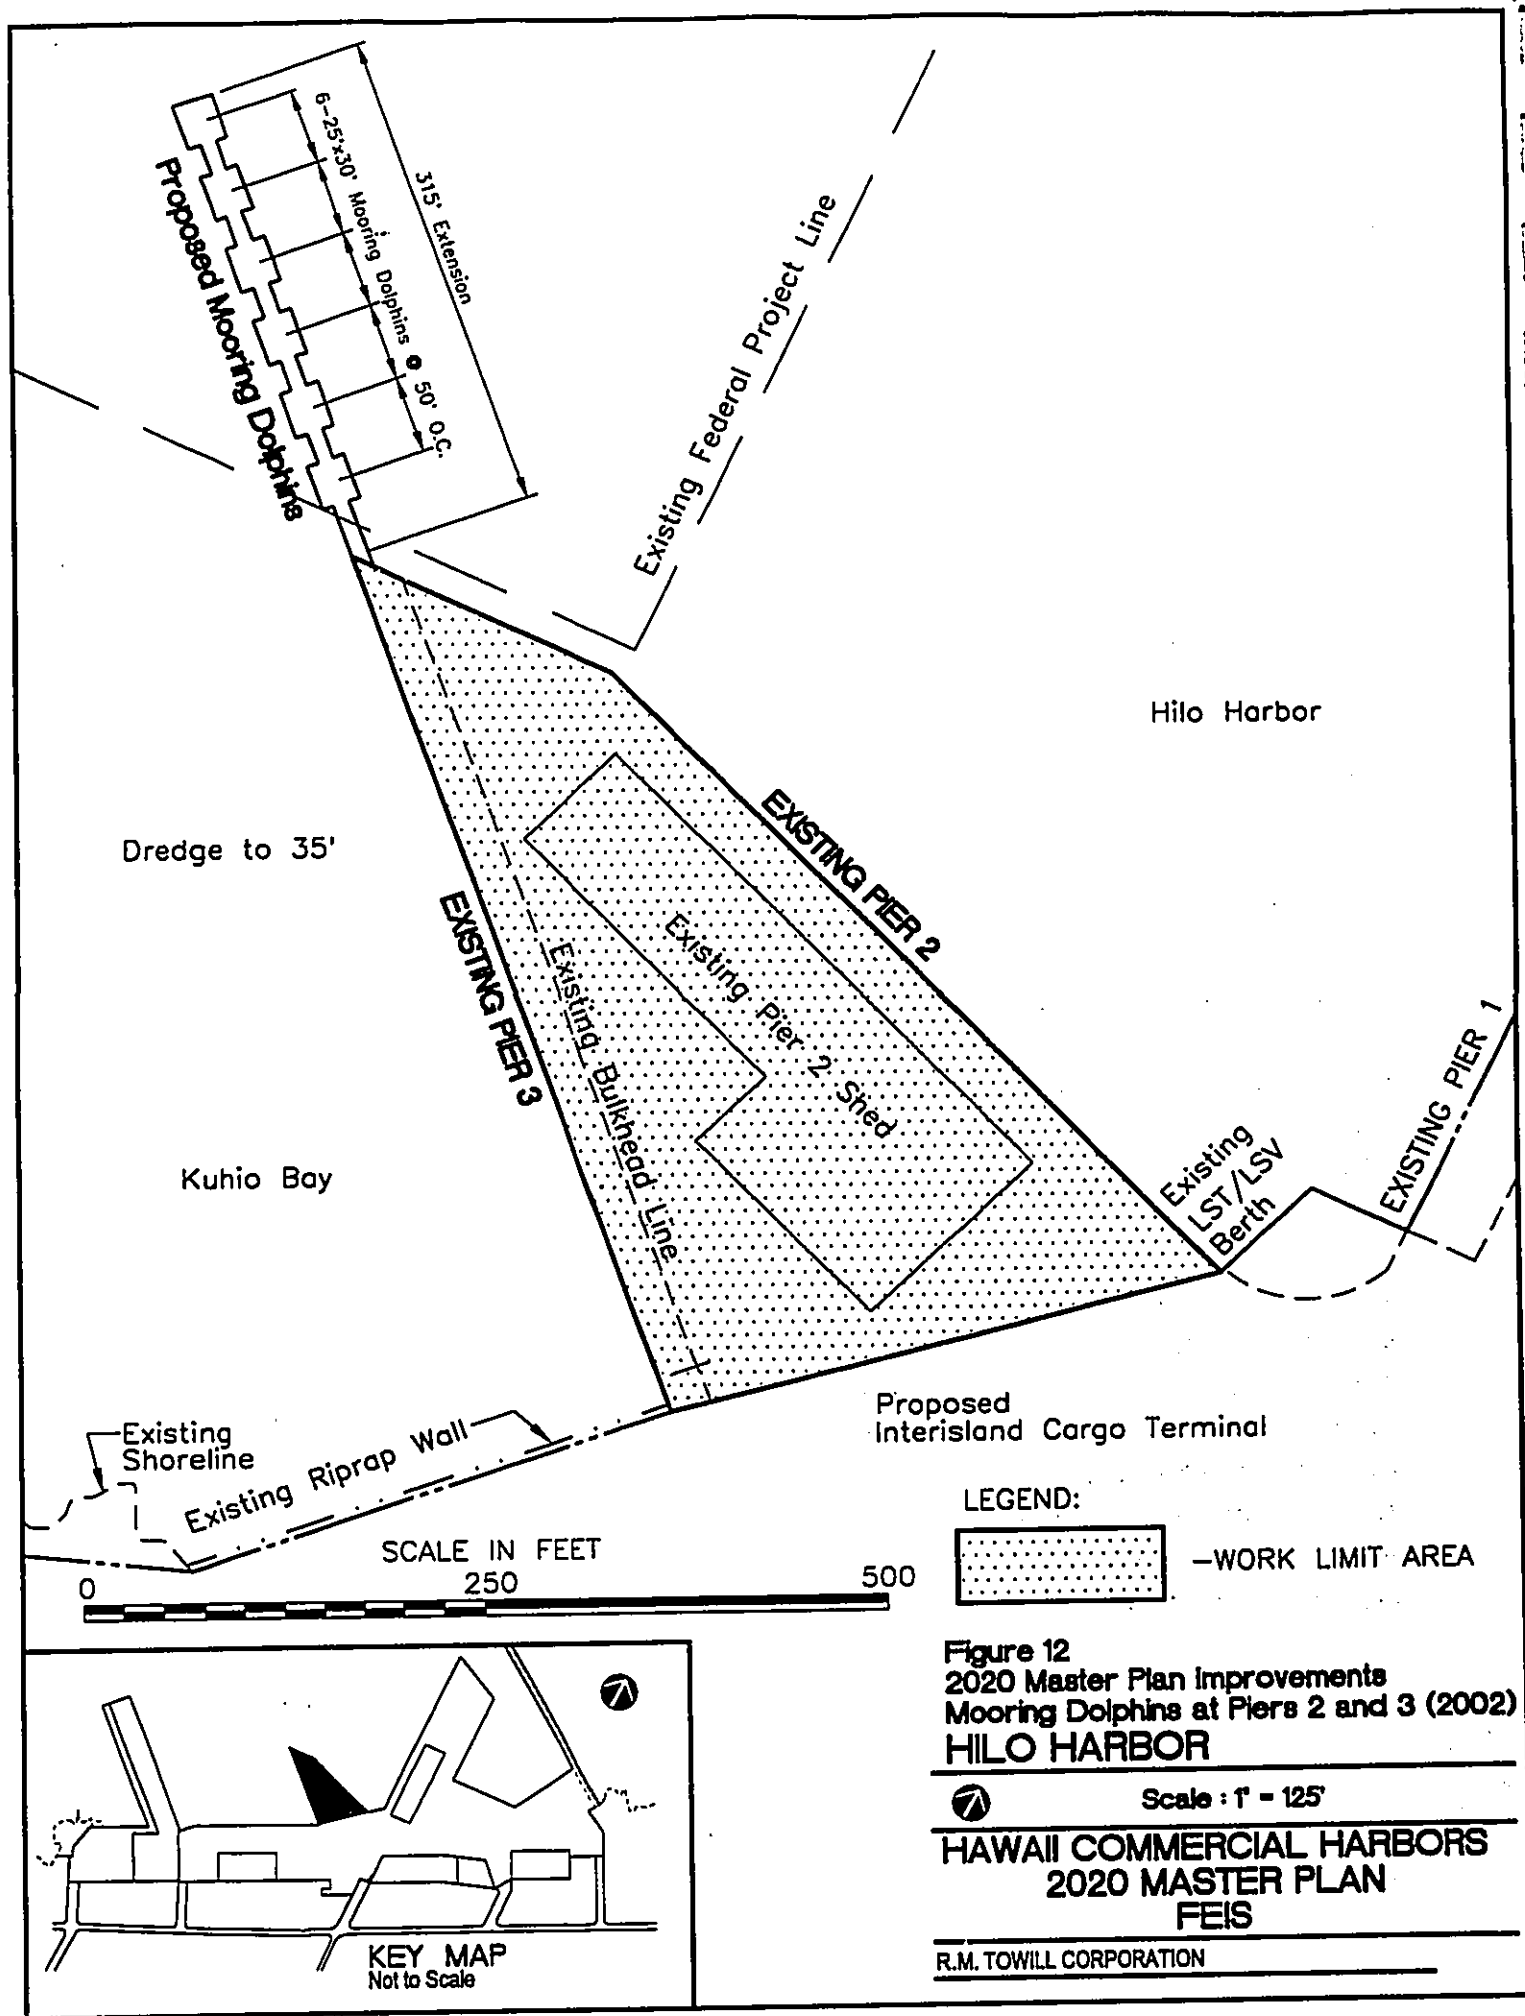 6-25'x30' Mooring Dolphins @ 50' O.C.
315' Extension
Proposed Mooring Dolphins
Existing Federal Project Line
Hilo Harbor
Dredge to 35'
EXISTING PIER 2
EXISTING PIER 3
Existing Pier 2 Shed
Existing Bulkhead Line
Kuhio Bay
Existing
LST/LSV
Berth
EXISTING PIER 1
Existing
Shoreline
Existing Riprap Wall
Proposed
Interisland Cargo Terminal
LEGEND:
-WORK LIMIT AREA
SCALE IN FEET
0 250 500
Figure 12
2020 Master Plan Improvements
Mooring Dolphins at Piers 2 and 3 (2002)
HILO HARBOR
Scale : 1" = 125'
HAWAII COMMERCIAL HARBORS
2020 MASTER PLAN
FEIS
R.M. TOWILL CORPORATION
KEY MAP
Not to Scale